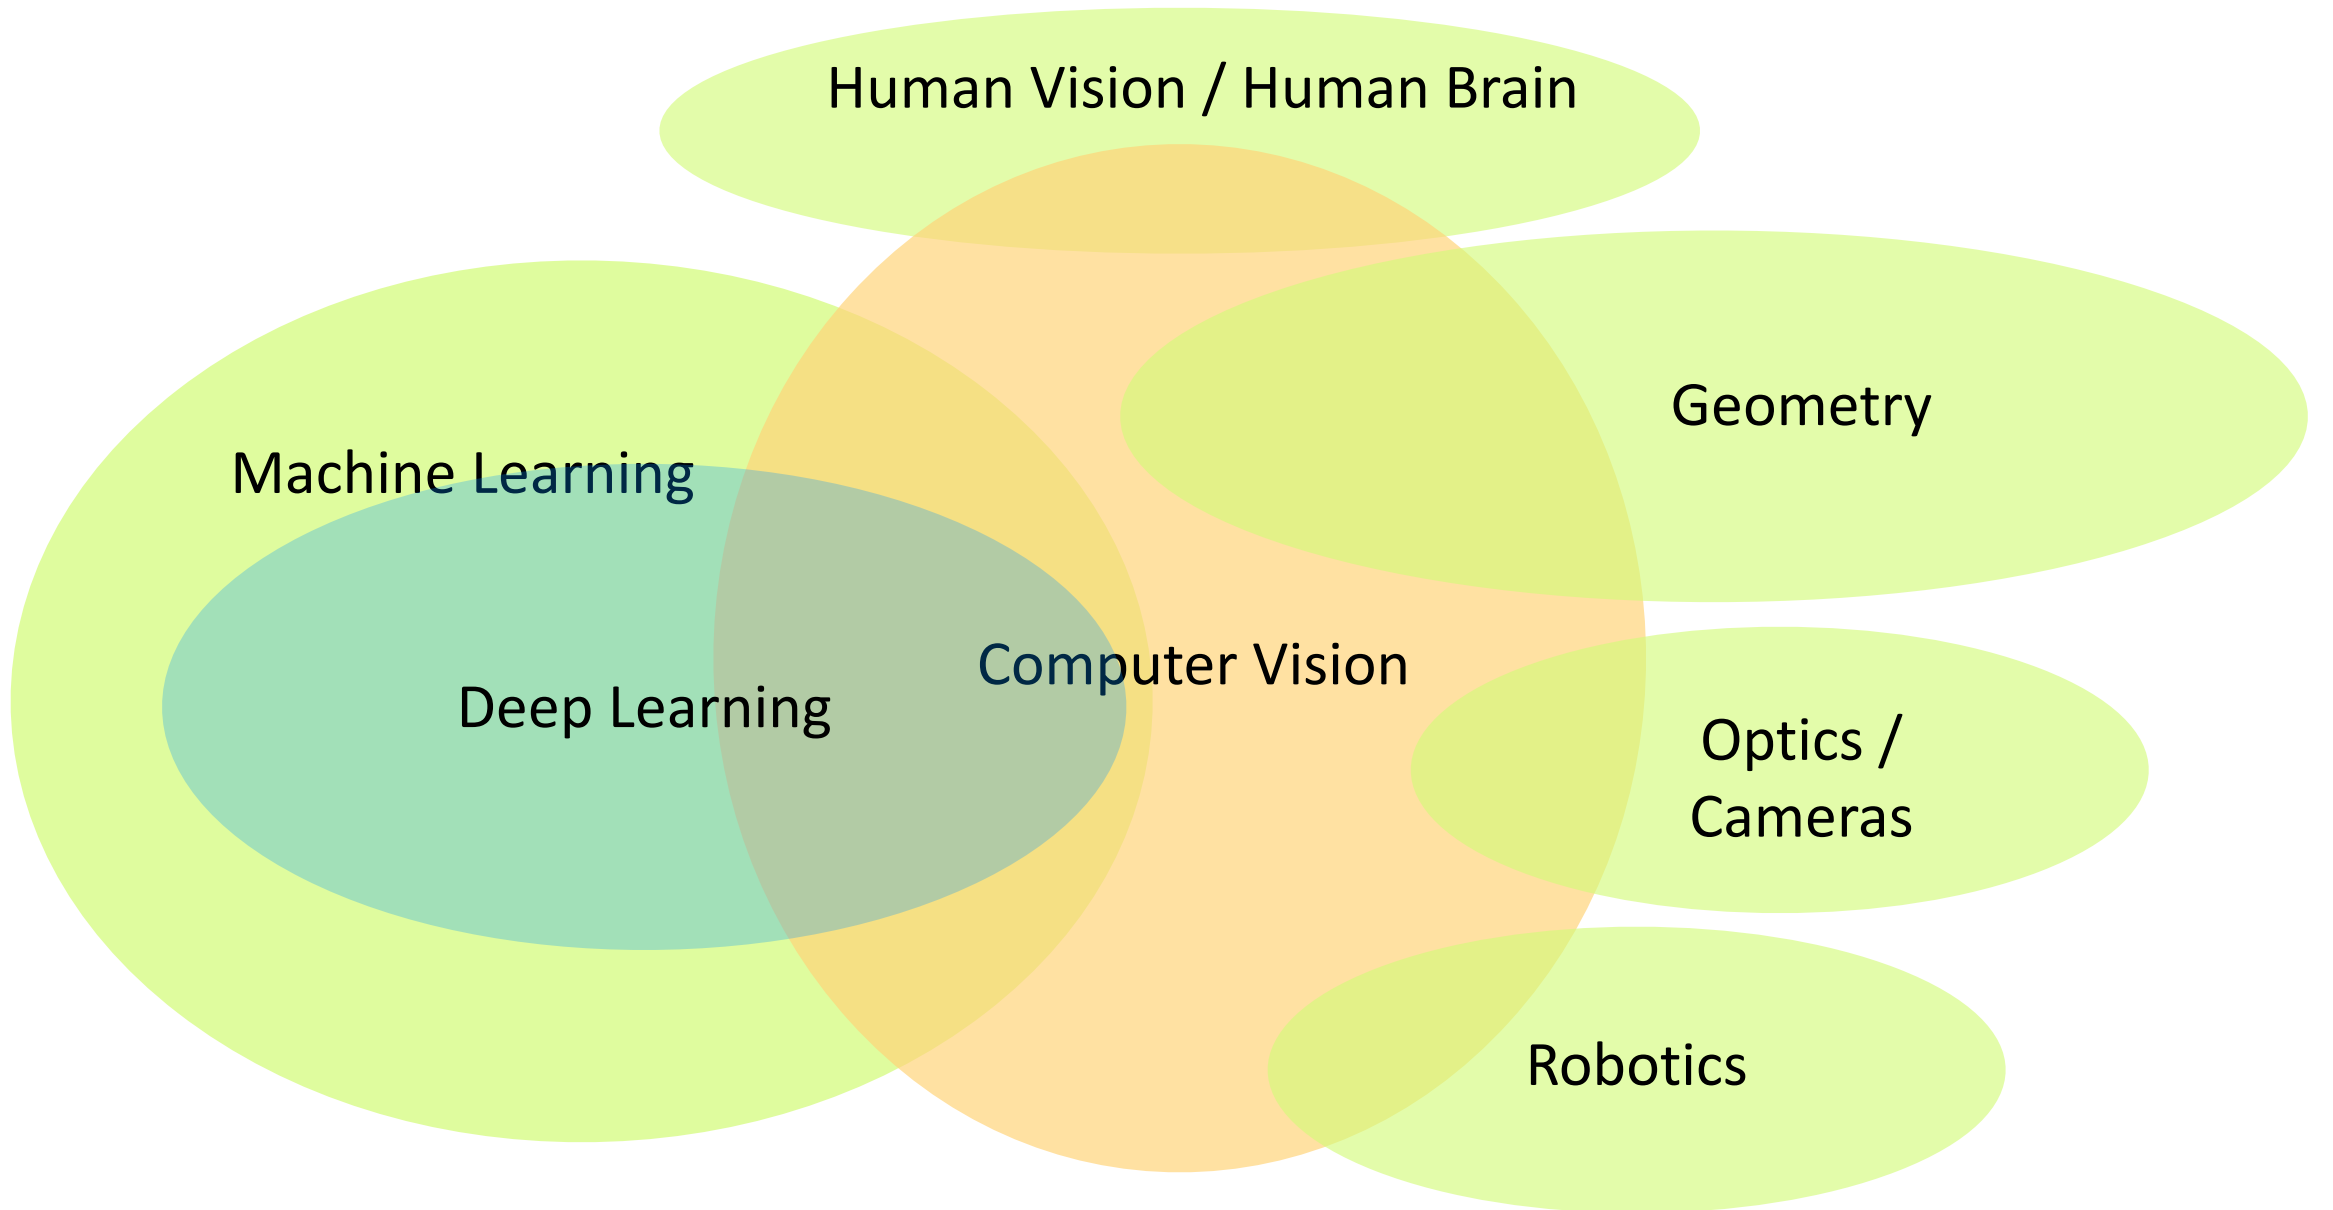 Human Vision / Human Brain
Geometry
Machine Learning
Computer Vision
Deep Learning
Optics /
Cameras
Robotics